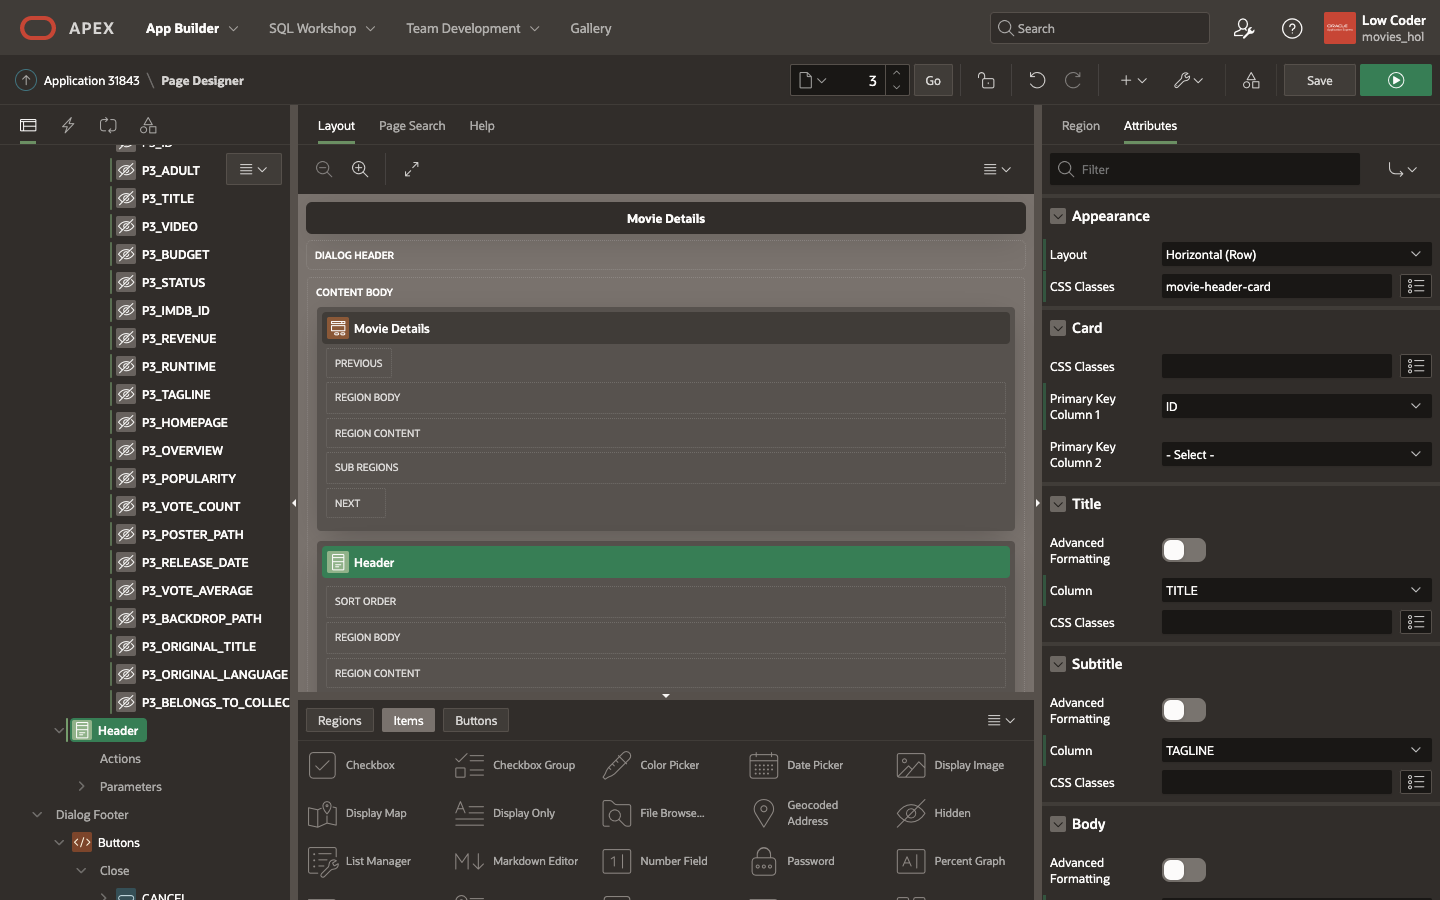 APEX
App Builder
SQL Workshop
Team Development
Gallery
Search
ORACLE
Low Coder
movies_hol
Application 31843 \ Page Designer
3
Go
Save
Layout
Page Search
Help
Region
Attributes
P3_ID
P3_ADULT
P3_TITLE
P3_VIDEO
P3_BUDGET
P3_STATUS
P3_IMDB_ID
P3_REVENUE
P3_RUNTIME
P3_TAGLINE
P3_HOMEPAGE
P3_OVERVIEW
P3_POPULARITY
P3_VOTE_COUNT
P3_POSTER_PATH
P3_RELEASE_DATE
P3_VOTE_AVERAGE
P3_BACKDROP_PATH
P3_ORIGINAL_TITLE
P3_ORIGINAL_LANGUAGE
P3_BELONGS_TO_COLLEC
Header
Actions
Parameters
Dialog Footer
Buttons
Close
CANCEL
Movie Details
DIALOG HEADER
CONTENT BODY
Movie Details
PREVIOUS
REGION BODY
REGION CONTENT
SUB REGIONS
NEXT
Header
SORT ORDER
REGION BODY
REGION CONTENT
Regions
Items
Buttons
Checkbox
Checkbox Group
Color Picker
Date Picker
Display Image
Display Map
Display Only
File Browse...
Geocoded
Address
Hidden
List Manager
Markdown Editor
Number Field
Password
Percent Graph
Filter
Appearance
Layout
Horizontal (Row)
CSS Classes
movie-header-card
Card
CSS Classes
Primary Key
Column 1
ID
Primary Key
Column 2
- Select -
Title
Advanced
Formatting
Column
TITLE
CSS Classes
Subtitle
Advanced
Formatting
Column
TAGLINE
CSS Classes
Body
Advanced
Formatting